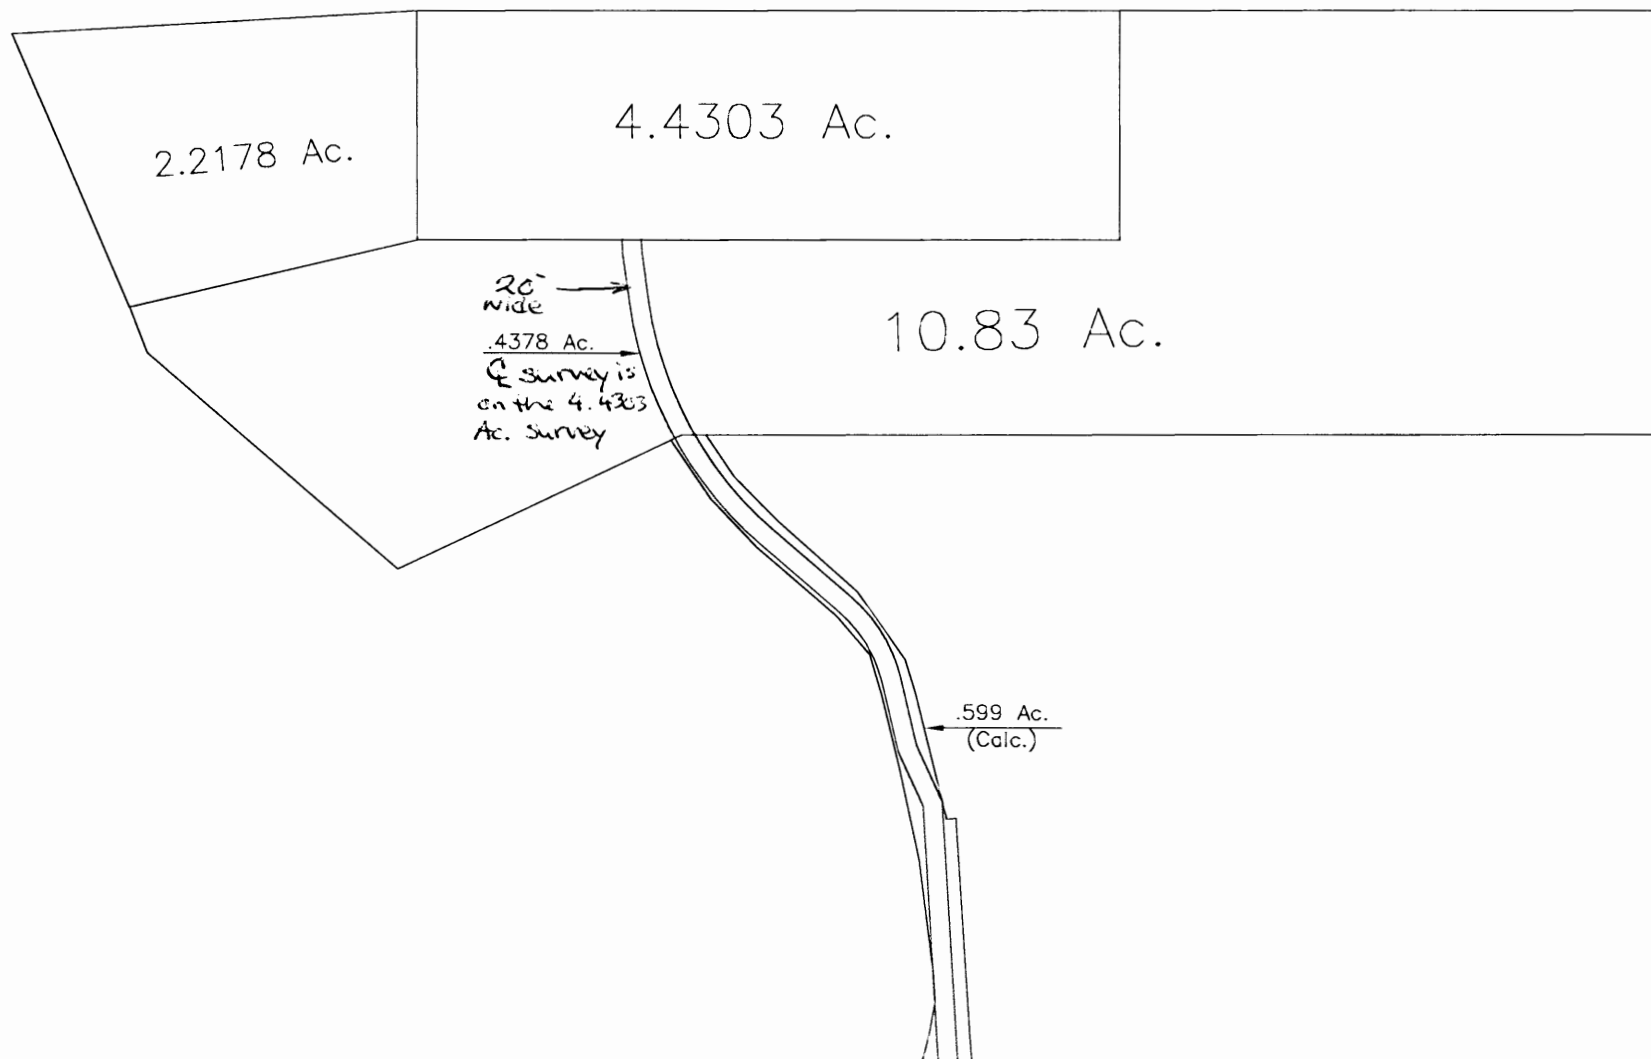 4.4303 Ac.
2.2178 Ac.
20'
wide
10.83 Ac.
.4378 Ac.
℄ survey is
on the 4.4303
Ac. survey
.599 Ac.
(Calc.)